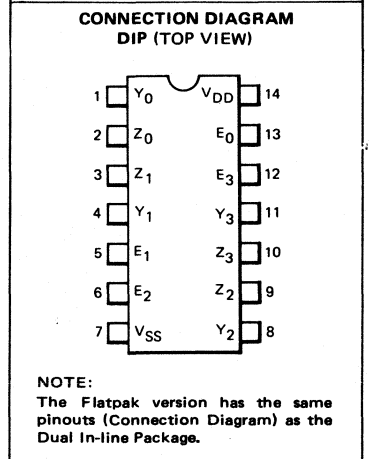 CONNECTION DIAGRAM
DIP (TOP VIEW)
1 Y0 VDD 14
2 Z0 E0 13
3 Z1 E3 12
4 Y1 Y3 11
5 E1 Z3 10
6 E2 Z2 9
7 VSS Y2 8
NOTE:
The Flatpak version has the same
pinouts (Connection Diagram) as the
Dual In-line Package.